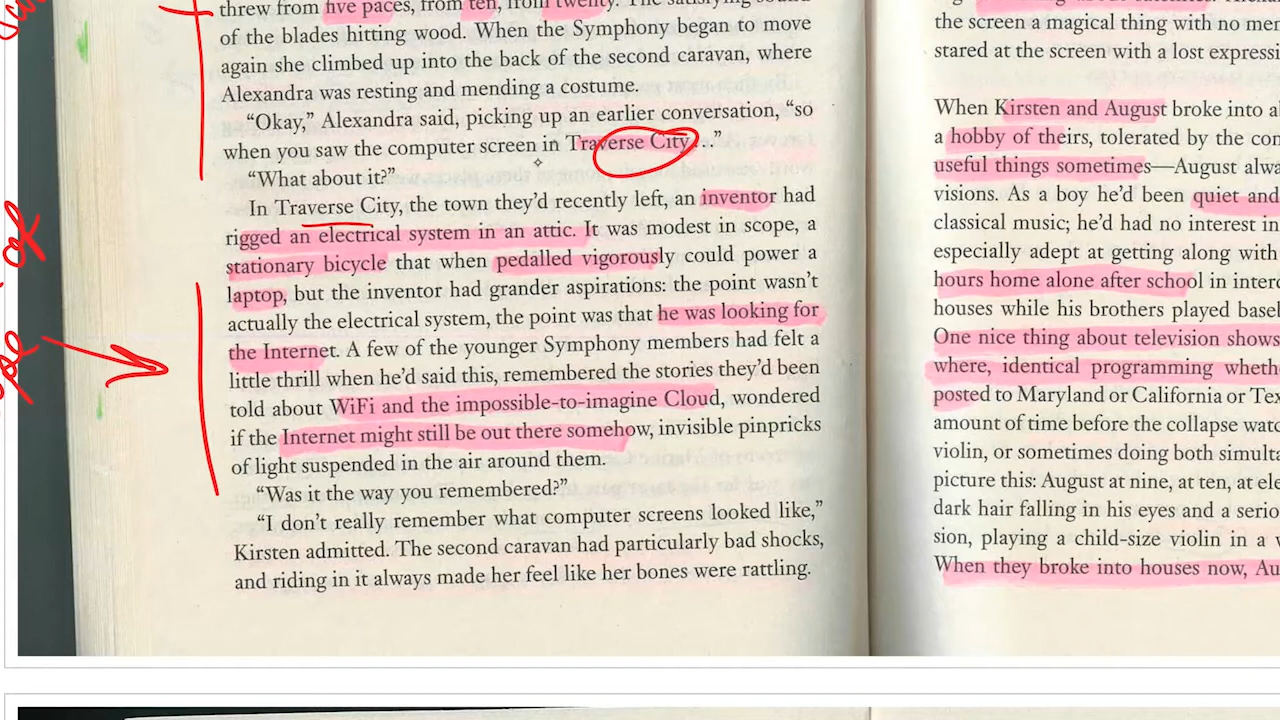 threw from five paces, from ten, from twenty. The satisfying sound
of the blades hitting wood. When the Symphony began to move
again she climbed up into the back of the second caravan, where
Alexandra was resting and mending a costume.
“Okay,” Alexandra said, picking up an earlier conversation, “so
when you saw the computer screen in Traverse City . . .”
“What about it?”
In Traverse City, the town they’d recently left, an inventor had
rigged an electrical system in an attic. It was modest in scope, a
stationary bicycle that when pedalled vigorously could power a
laptop, but the inventor had grander aspirations: the point wasn’t
actually the electrical system, the point was that he was looking for
the Internet. A few of the younger Symphony members had felt a
little thrill when he’d said this, remembered the stories they’d been
told about WiFi and the impossible-to-imagine Cloud, wondered
if the Internet might still be out there somehow, invisible pinpricks
of light suspended in the air around them.
“Was it the way you remembered?”
“I don’t really remember what computer screens looked like,”
Kirsten admitted. The second caravan had particularly bad shocks,
and riding in it always made her feel like her bones were rattling.
of
the screen a magical thing with no mem
stared at the screen with a lost expressi
When Kirsten and August broke into a
a hobby of theirs, tolerated by the con
useful things sometimes—August alwa
visions. As a boy he’d been quiet and
classical music; he’d had no interest in
especially adept at getting along with
hours home alone after school in interc
houses while his brothers played baseb
One nice thing about television shows
where, identical programming wheth
posted to Maryland or California or Tex
amount of time before the collapse watc
violin, or sometimes doing both simulta
picture this: August at nine, at ten, at ele
dark hair falling in his eyes and a serio
sion, playing a child-size violin in a w
When they broke into houses now, Au